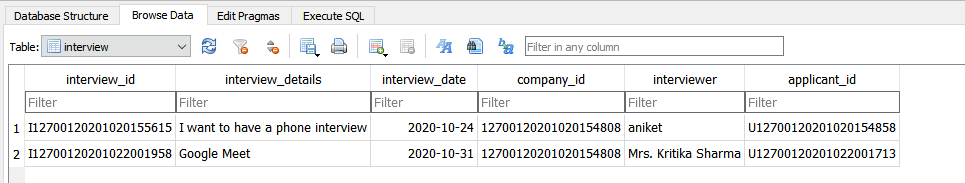 Database Structure Browse Data Edit Pragmas Execute SQL
Table: interview Filter in any column
interview_id interview_details interview_date company_id interviewer applicant_id
Filter Filter Filter Filter Filter Filter
1 I12700120201020155615 I want to have a phone interview 2020-10-24 12700120201020154808 aniket U12700120201020154858
2 I12700120201022001958 Google Meet 2020-10-31 12700120201020154808 Mrs. Kritika Sharma U12700120201022001713